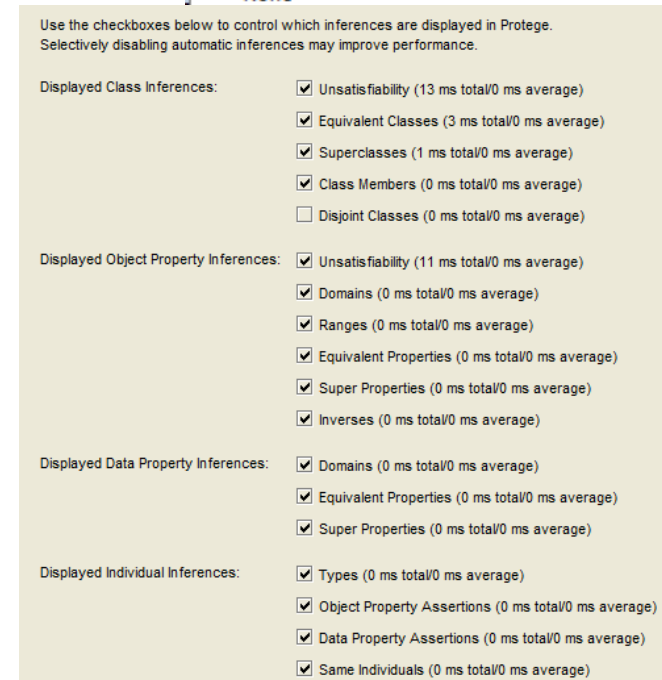 Use the checkboxes below to control which inferences are displayed in Protege.
Selectively disabling automatic inferences may improve performance.
Displayed Class Inferences:
Unsatisfiability (13 ms total/0 ms average)
Equivalent Classes (3 ms total/0 ms average)
Superclasses (1 ms total/0 ms average)
Class Members (0 ms total/0 ms average)
Disjoint Classes (0 ms total/0 ms average)
Displayed Object Property Inferences:
Unsatisfiability (11 ms total/0 ms average)
Domains (0 ms total/0 ms average)
Ranges (0 ms total/0 ms average)
Equivalent Properties (0 ms total/0 ms average)
Super Properties (0 ms total/0 ms average)
Inverses (0 ms total/0 ms average)
Displayed Data Property Inferences:
Domains (0 ms total/0 ms average)
Equivalent Properties (0 ms total/0 ms average)
Super Properties (0 ms total/0 ms average)
Displayed Individual Inferences:
Types (0 ms total/0 ms average)
Object Property Assertions (0 ms total/0 ms average)
Data Property Assertions (0 ms total/0 ms average)
Same Individuals (0 ms total/0 ms average)